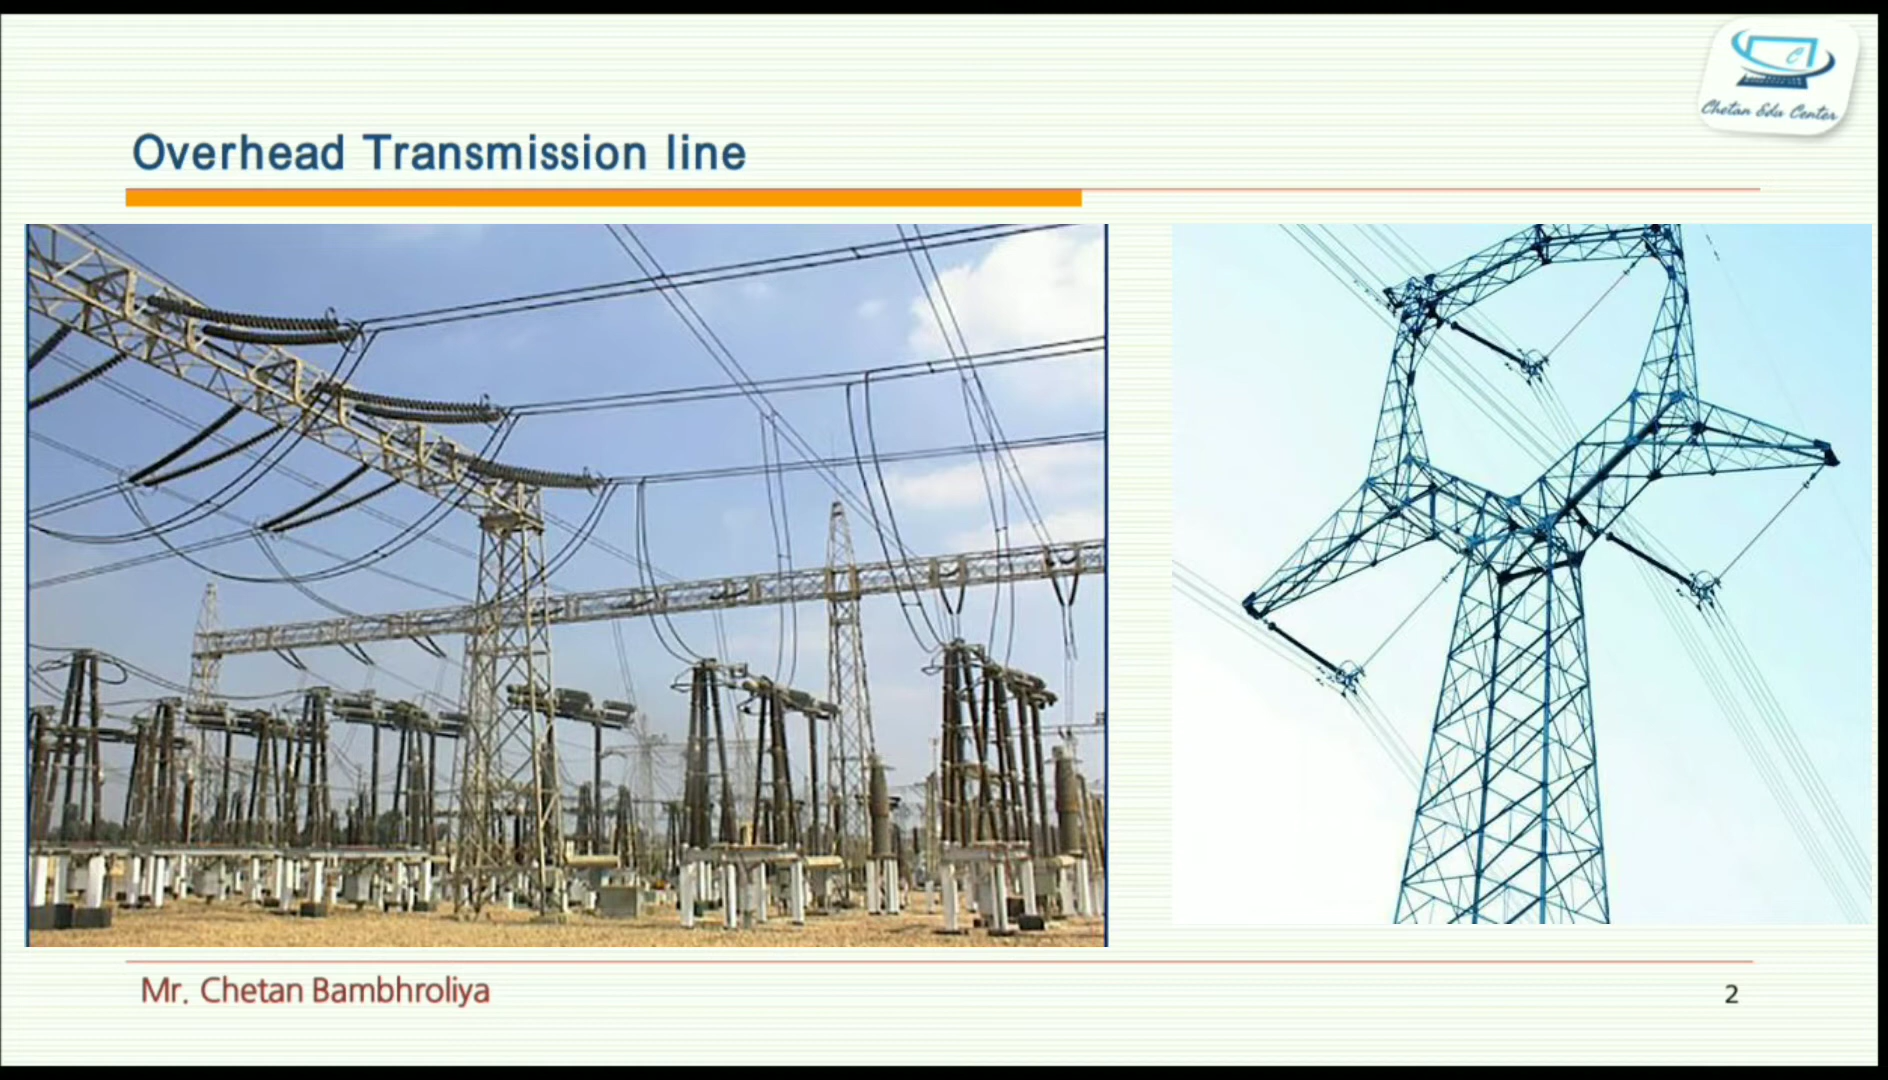 Chetan Edu Center
Overhead Transmission line
Mr. Chetan Bambhroliya
2